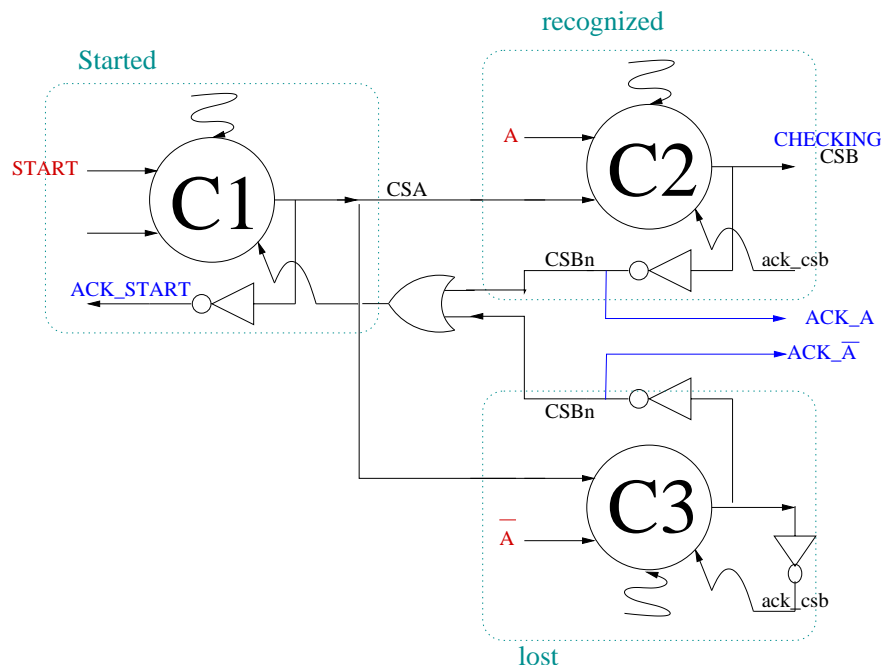 recognized
Started
A
CHECKING
START
C1
C2
CSB
CSA
ack_csb
CSBn
ACK_START
ACK_A
ACK_A̅
CSBn
C3
A̅
ack_csb
lost